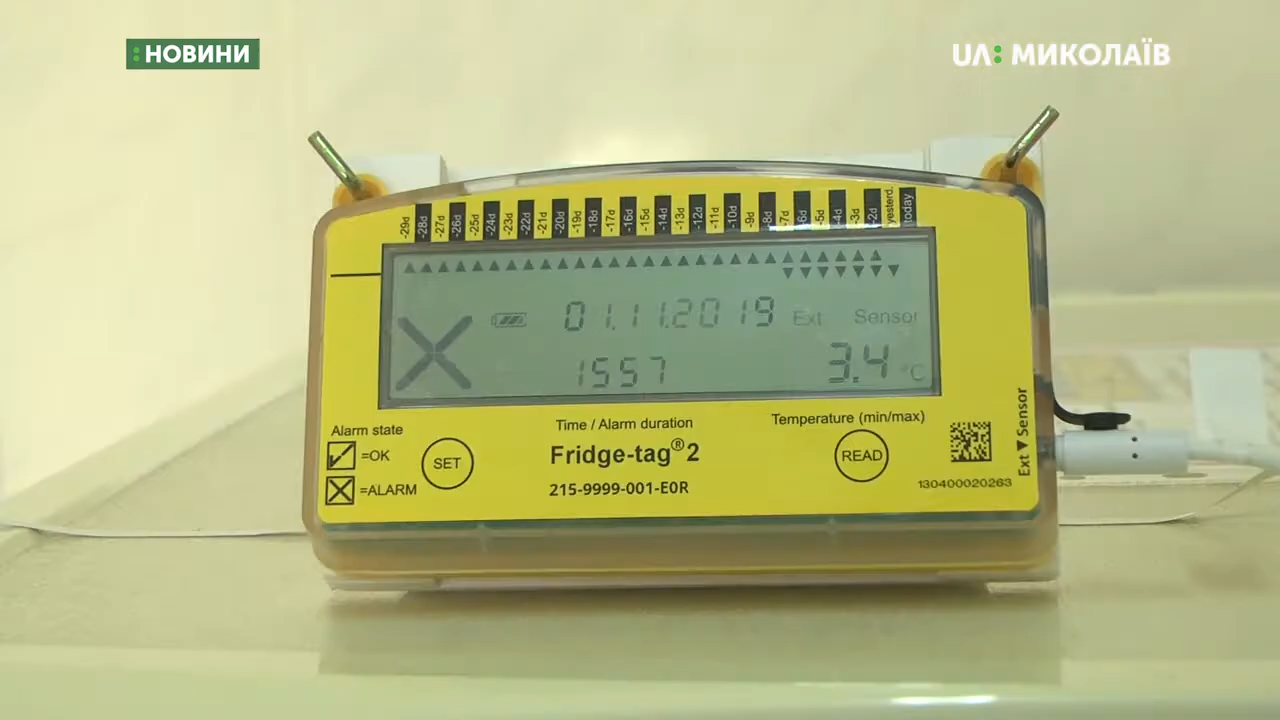 НОВИНИ
UA: МИКОЛАЇВ
-29d -28d -27d -26d -25d -24d -23d -22d -21d -20d -19d -18d -17d -16d -15d -14d -13d -12d -11d -10d -9d -8d -7d -6d -5d -4d -3d -2d yesterd. today
01.11.2019 Ext Sensor
1557 3.4 °C
Alarm state
=OK
=ALARM
SET
Time / Alarm duration
Fridge-tag® 2
215-9999-001-E0R
Temperature (min/max)
READ
130400020263
Ext ▼ Sensor